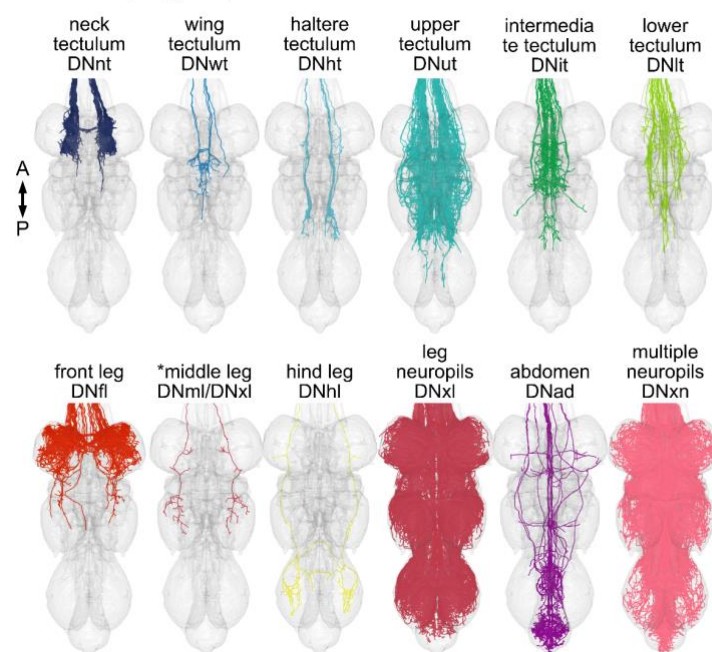 neck
tectulum
DNnt
wing
tectulum
DNwt
haltere
tectulum
DNht
upper
tectulum
DNut
intermedia
te tectulum
DNit
lower
tectulum
DNlt
A
P
front leg
DNfl
*middle leg
DNml/DNxl
hind leg
DNhl
leg
neuropils
DNxl
abdomen
DNad
multiple
neuropils
DNxn